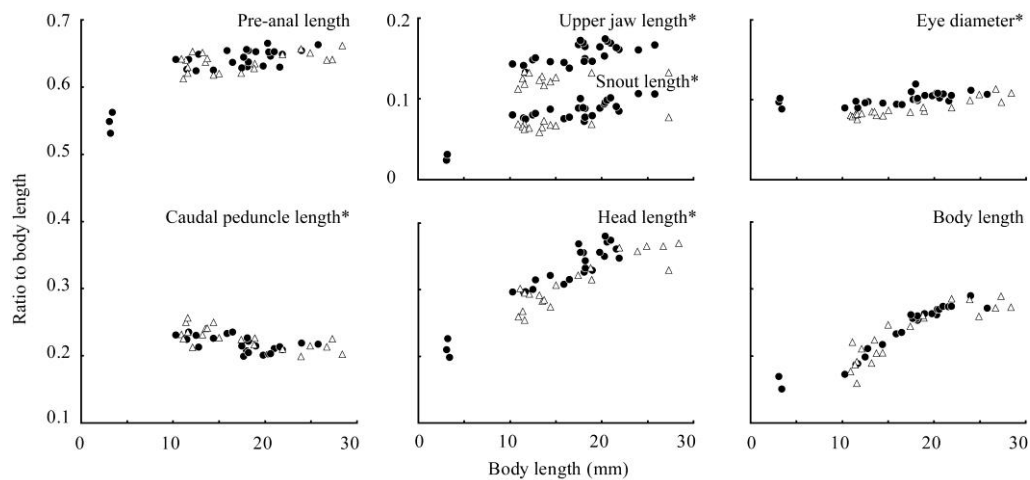 0.7
Pre-anal length
0.6
0.5
0.4
Caudal peduncle length*
0.3
0.2
0.1
0 10 20 30
Ratio to body length
0.2
Upper jaw length*
Snout length*
0.1
0
Head length*
0 10 20 30
Body length (mm)
Eye diameter*
Body length
0 10 20 30